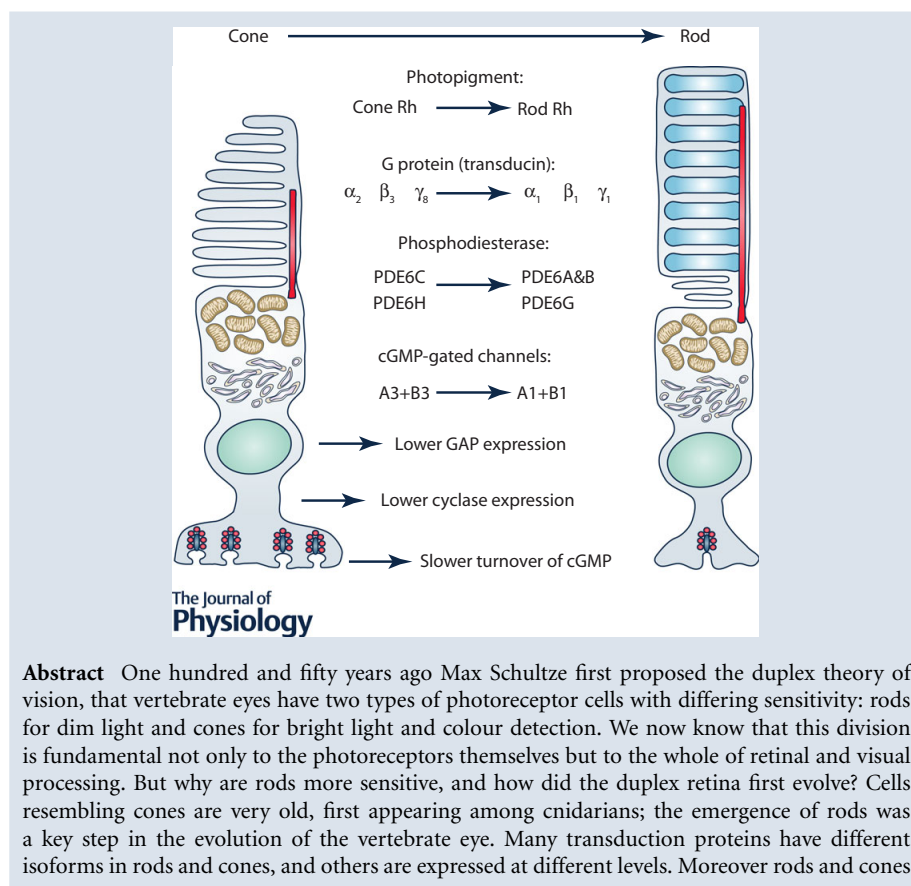 Cone Rod
Photopigment:
Cone Rh Rod Rh
G protein (transducin):
α₂ β₃ γ₈ α₁ β₁ γ₁
Phosphodiesterase:
PDE6C PDE6A&B
PDE6H PDE6G
cGMP-gated channels:
A3+B3 A1+B1
Lower GAP expression
Lower cyclase expression
Slower turnover of cGMP
The Journal of
Physiology
Abstract One hundred and fifty years ago Max Schultze first proposed the duplex theory of
vision, that vertebrate eyes have two types of photoreceptor cells with differing sensitivity: rods
for dim light and cones for bright light and colour detection. We now know that this division
is fundamental not only to the photoreceptors themselves but to the whole of retinal and visual
processing. But why are rods more sensitive, and how did the duplex retina first evolve? Cells
resembling cones are very old, first appearing among cnidarians; the emergence of rods was
a key step in the evolution of the vertebrate eye. Many transduction proteins have different
isoforms in rods and cones, and others are expressed at different levels. Moreover rods and cones